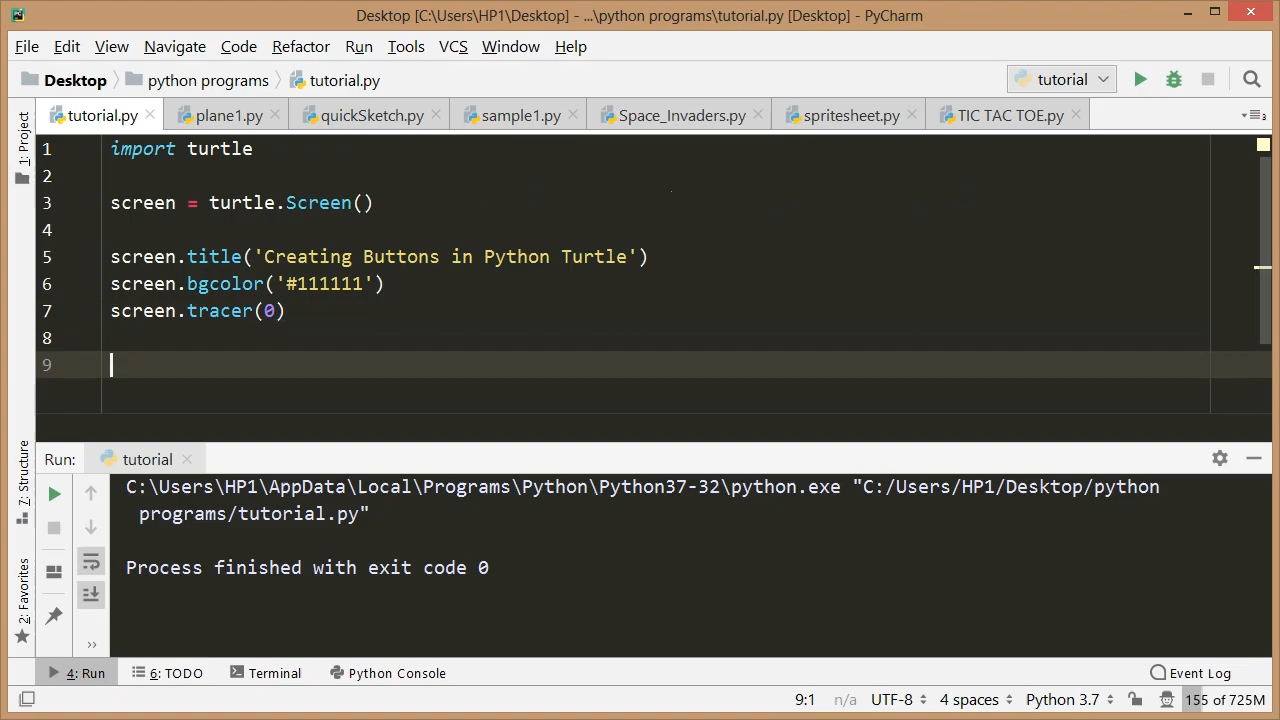 Desktop [C:\Users\HP1\Desktop] - ...\python programs\tutorial.py [Desktop] - PyCharm
File Edit View Navigate Code Refactor Run Tools VCS Window Help
Desktop python programs tutorial.py tutorial
tutorial.py plane1.py quickSketch.py sample1.py Space_Invaders.py spritesheet.py TIC TAC TOE.py 3
1: Project
1 import turtle
2
3 screen = turtle.Screen()
4
5 screen.title('Creating Buttons in Python Turtle')
6 screen.bgcolor('#111111')
7 screen.tracer(0)
8
9
7: Structure
2: Favorites
Run: tutorial
C:\Users\HP1\AppData\Local\Programs\Python\Python37-32\python.exe "C:/Users/HP1/Desktop/python
programs/tutorial.py"
Process finished with exit code 0
4: Run 6: TODO Terminal Python Console Event Log
9:1 n/a UTF-8 4 spaces Python 3.7 155 of 725M